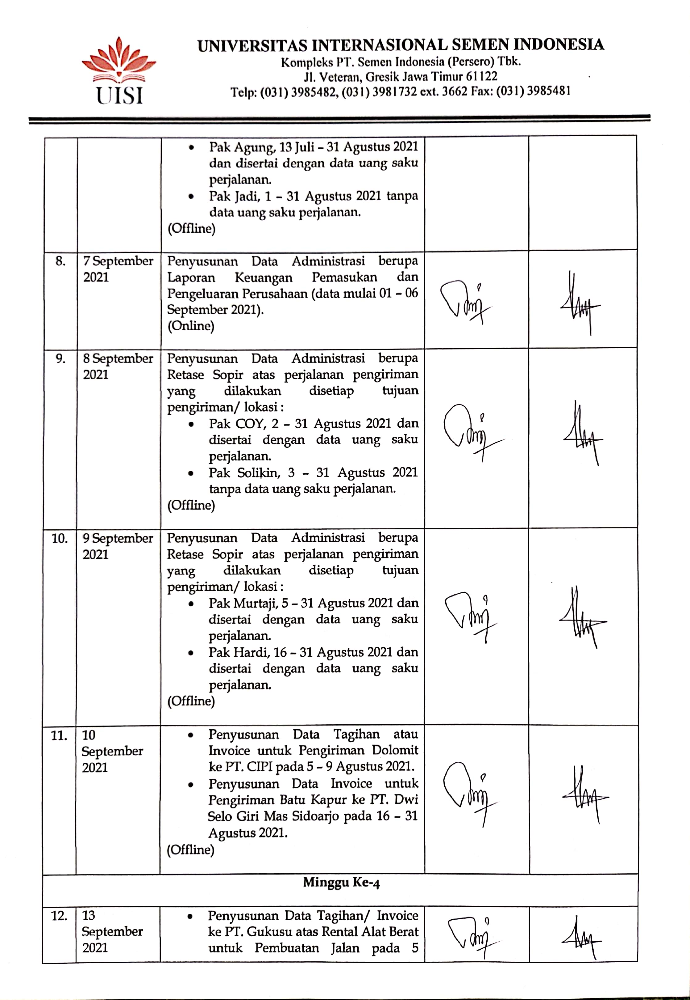 UISI
UNIVERSITAS INTERNASIONAL SEMEN INDONESIA
Kompleks PT. Semen Indonesia (Persero) Tbk.
Jl. Veteran, Gresik Jawa Timur 61122
Telp: (031) 3985482, (031) 3981732 ext. 3662 Fax: (031) 3985481
• Pak Agung, 13 Juli – 31 Agustus 2021
dan disertai dengan data uang saku
perjalanan.
• Pak Jadi, 1 – 31 Agustus 2021 tanpa
data uang saku perjalanan.
(Offline)
8.
7 September
2021
Penyusunan Data Administrasi berupa
Laporan Keuangan Pemasukan dan
Pengeluaran Perusahaan (data mulai 01 – 06
September 2021).
(Online)
9.
8 September
2021
Penyusunan Data Administrasi berupa
Retase Sopir atas perjalanan pengiriman
yang dilakukan disetiap tujuan
pengiriman/ lokasi :
• Pak COY, 2 – 31 Agustus 2021 dan
disertai dengan data uang saku
perjalanan.
• Pak Solikin, 3 – 31 Agustus 2021
tanpa data uang saku perjalanan.
(Offline)
10.
9 September
2021
Penyusunan Data Administrasi berupa
Retase Sopir atas perjalanan pengiriman
yang dilakukan disetiap tujuan
pengiriman/ lokasi :
• Pak Murtaji, 5 – 31 Agustus 2021 dan
disertai dengan data uang saku
perjalanan.
• Pak Hardi, 16 – 31 Agustus 2021 dan
disertai dengan data uang saku
perjalanan.
(Offline)
11.
10
September
2021
• Penyusunan Data Tagihan atau
Invoice untuk Pengiriman Dolomit
ke PT. CIPI pada 5 – 9 Agustus 2021.
• Penyusunan Data Invoice untuk
Pengiriman Batu Kapur ke PT. Dwi
Selo Giri Mas Sidoarjo pada 16 – 31
Agustus 2021.
(Offline)
Minggu Ke-4
12.
13
September
2021
• Penyusunan Data Tagihan/ Invoice
ke PT. Gukusu atas Rental Alat Berat
untuk Pembuatan Jalan pada 5